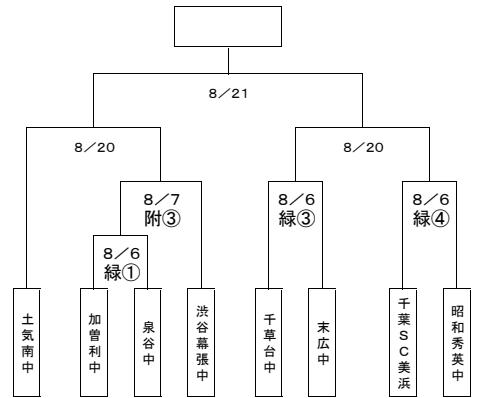 8／21
8／20
8／20
8／7
附③
8／6
緑③
8／6
緑④
8／6
緑①
土気南中
加曽利中
泉谷中
渋谷幕張中
千草台中
末広中
千葉SC美浜
昭和秀英中